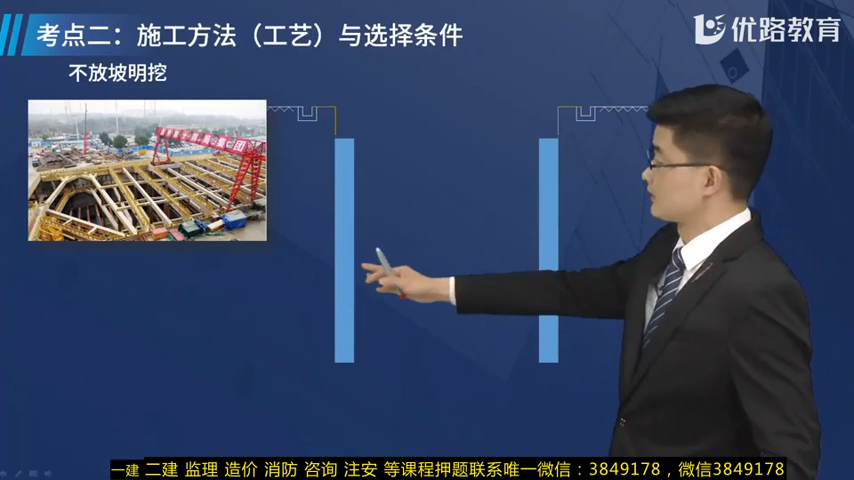 考点二：施工方法（工艺）与选择条件
优路教育
不放坡明挖
一建 二建 监理 造价 消防 咨询 注安 等课程押题联系唯一微信：3849178，微信3849178